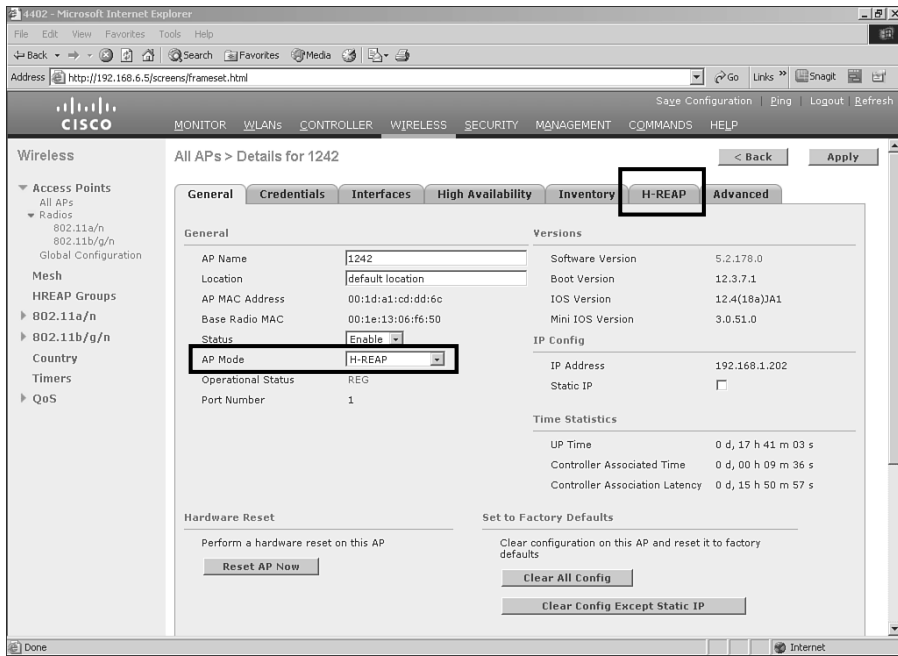 4402 - Microsoft Internet Explorer
File Edit View Favorites Tools Help
Back Search Favorites Media
Address http://192.168.6.5/screens/frameset.html Go Links » Snagit
Save Configuration | Ping | Logout | Refresh
CISCO MONITOR WLANs CONTROLLER WIRELESS SECURITY MANAGEMENT COMMANDS HELP
Wireless
Access Points
All APs
Radios
802.11a/n
802.11b/g/n
Global Configuration
Mesh
HREAP Groups
802.11a/n
802.11b/g/n
Country
Timers
QoS
All APs > Details for 1242
< Back Apply
General Credentials Interfaces High Availability Inventory H-REAP Advanced
General
AP Name 1242
Location default location
AP MAC Address 00:1d:a1:cd:dd:6c
Base Radio MAC 00:1e:13:06:f6:50
Status Enable
AP Mode H-REAP
Operational Status REG
Port Number 1
Versions
Software Version 5.2.178.0
Boot Version 12.3.7.1
IOS Version 12.4(18a)JA1
Mini IOS Version 3.0.51.0
IP Config
IP Address 192.168.1.202
Static IP
Time Statistics
UP Time 0 d, 17 h 41 m 03 s
Controller Associated Time 0 d, 00 h 09 m 36 s
Controller Association Latency 0 d, 15 h 50 m 57 s
Hardware Reset
Perform a hardware reset on this AP
Reset AP Now
Set to Factory Defaults
Clear configuration on this AP and reset it to factory
defaults
Clear All Config
Clear Config Except Static IP
Done Internet